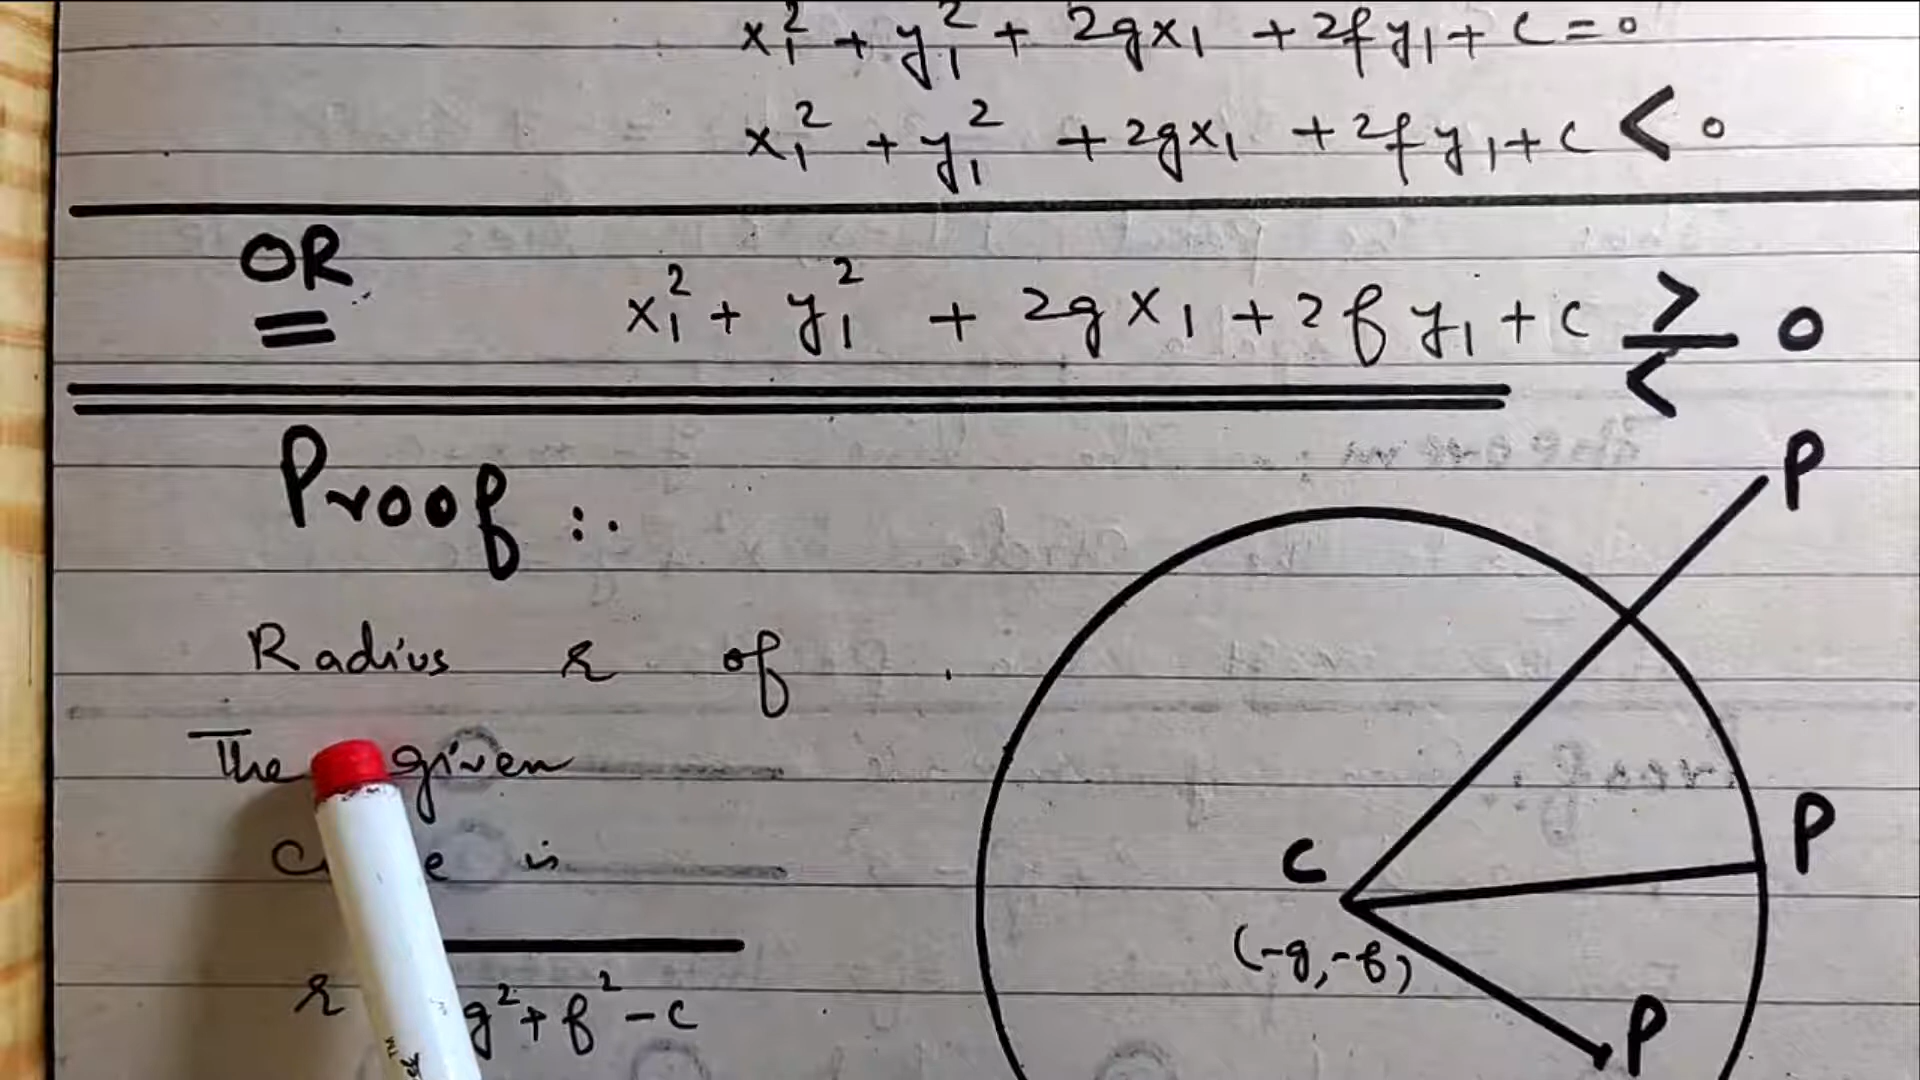 x₁² + y₁² + 2gx₁ + 2fy₁ + c = 0
x₁² + y₁² + 2gx₁ + 2fy₁ + c < 0
OR
x₁² + y₁² + 2gx₁ + 2fy₁ + c ⋛ 0
Proof :.
P
Radius r of
The given
is
P
C
(-g, -f)
r g² + f² - c
P